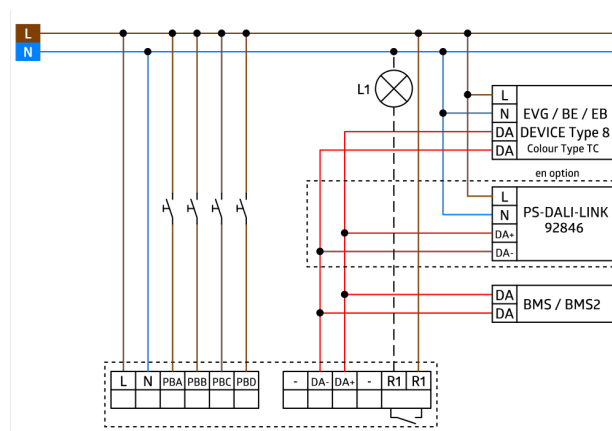 L
N
L1
L
N
DA
DA
EVG / BE / EB
DEVICE Type 8
Colour Type TC
en option
L
N
DA+
DA-
PS-DALI-LINK
92846
DA
DA
BMS / BMS2
L N PBA PBB PBC PBD
- DA- DA+ - R1 R1